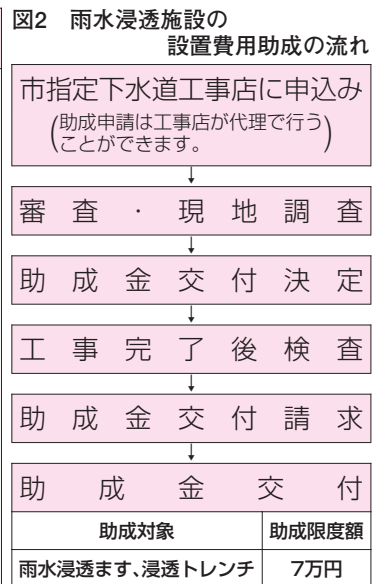 図2 雨水浸透施設の
設置費用助成の流れ
市指定下水道工事店に申込み
(助成申請は工事店が代理で行う
ことができます。)
審査・現地調査
助成金交付決定
工事完了後検査
助成金交付請求
助成金交付
助成対象 助成限度額
雨水浸透ます、浸透トレンチ 7万円